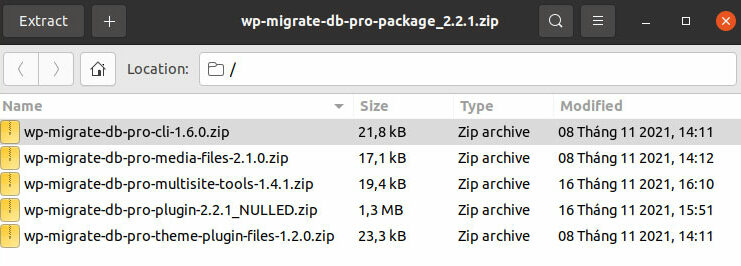 Extract + wp-migrate-db-pro-package_2.2.1.zip
Location: /
Name Size Type Modified
wp-migrate-db-pro-cli-1.6.0.zip 21,8 kB Zip archive 08 Tháng 11 2021, 14:11
wp-migrate-db-pro-media-files-2.1.0.zip 17,1 kB Zip archive 08 Tháng 11 2021, 14:12
wp-migrate-db-pro-multisite-tools-1.4.1.zip 19,4 kB Zip archive 16 Tháng 11 2021, 16:10
wp-migrate-db-pro-plugin-2.2.1_NULLED.zip 1,3 MB Zip archive 16 Tháng 11 2021, 15:51
wp-migrate-db-pro-theme-plugin-files-1.2.0.zip 23,3 kB Zip archive 08 Tháng 11 2021, 14:11